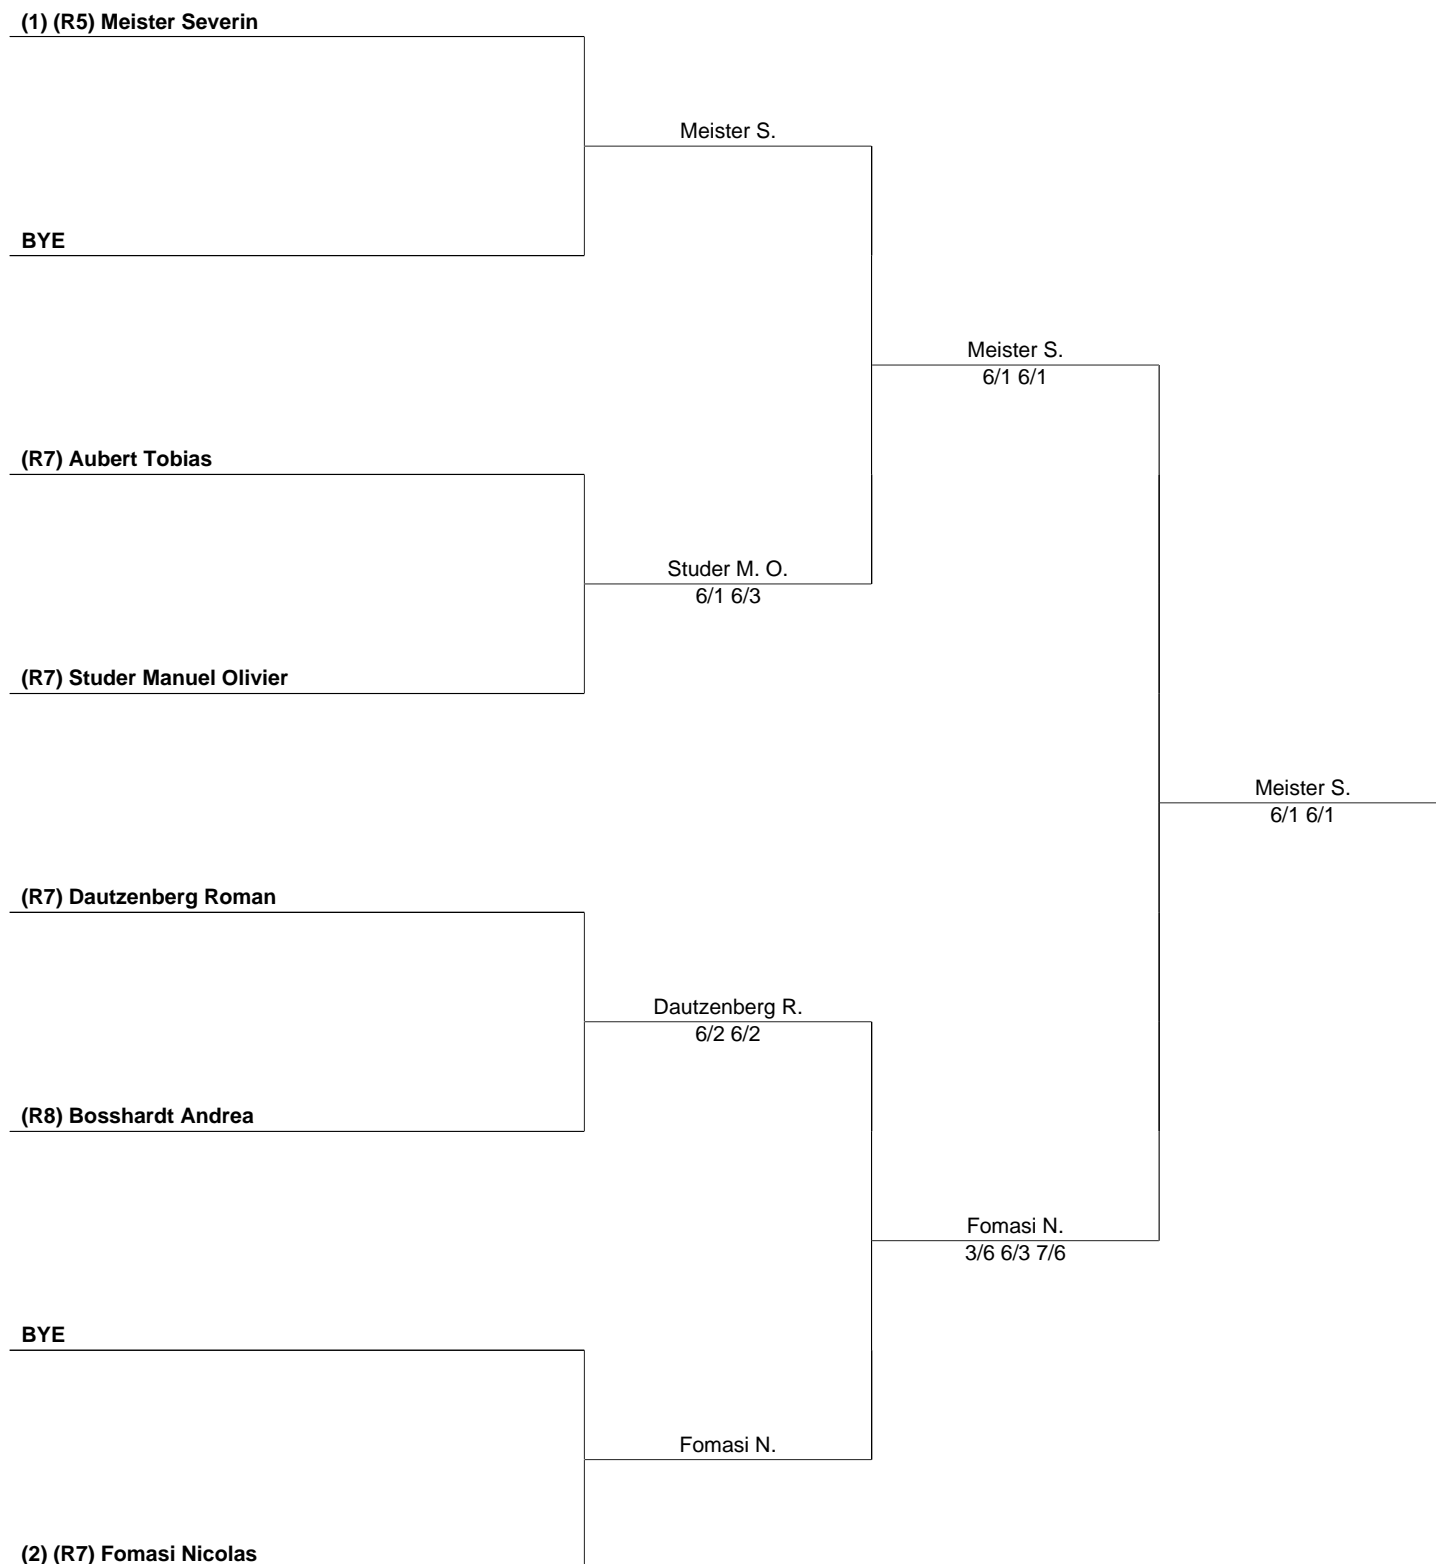 (1) (R5) Meister Severin
Meister S.
BYE
Meister S.
6/1 6/1
(R7) Aubert Tobias
Studer M. O.
6/1 6/3
(R7) Studer Manuel Olivier
Meister S.
6/1 6/1
(R7) Dautzenberg Roman
Dautzenberg R.
6/2 6/2
(R8) Bosshardt Andrea
Fomasi N.
3/6 6/3 7/6
BYE
Fomasi N.
(2) (R7) Fomasi Nicolas